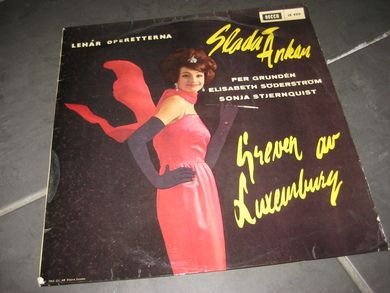 LEHÁR OPERETTERNA
DECCA
Glada
Änkan
PER GRUNDÉN
ELISABETH SÖDERSTRÖM
SONJA STJERNQUIST
Greven av
Luxemburg